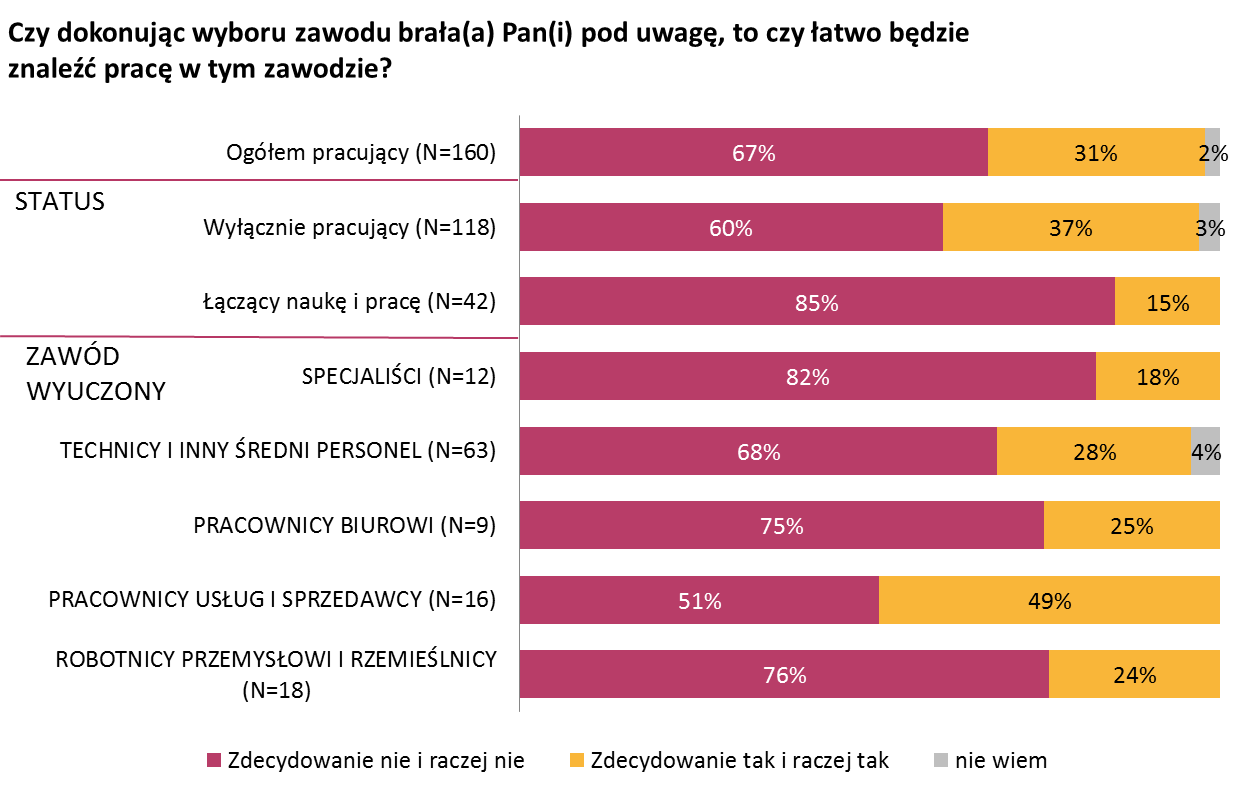 Czy dokonując wyboru zawodu brała(a) Pan(i) pod uwagę, to czy łatwo będzie
znaleźć pracę w tym zawodzie?
Ogółem pracujący (N=160)
67%
31%
2%
STATUS
Wyłącznie pracujący (N=118)
60%
37%
3%
Łączący naukę i pracę (N=42)
85%
15%
ZAWÓD
WYUCZONY
SPECJALIŚCI (N=12)
82%
18%
TECHNICY I INNY ŚREDNI PERSONEL (N=63)
68%
28%
4%
PRACOWNICY BIUROWI (N=9)
75%
25%
PRACOWNICY USŁUG I SPRZEDAWCY (N=16)
51%
49%
ROBOTNICY PRZEMYSŁOWI I RZEMIEŚLNICY
(N=18)
76%
24%
Zdecydowanie nie i raczej nie
Zdecydowanie tak i raczej tak
nie wiem